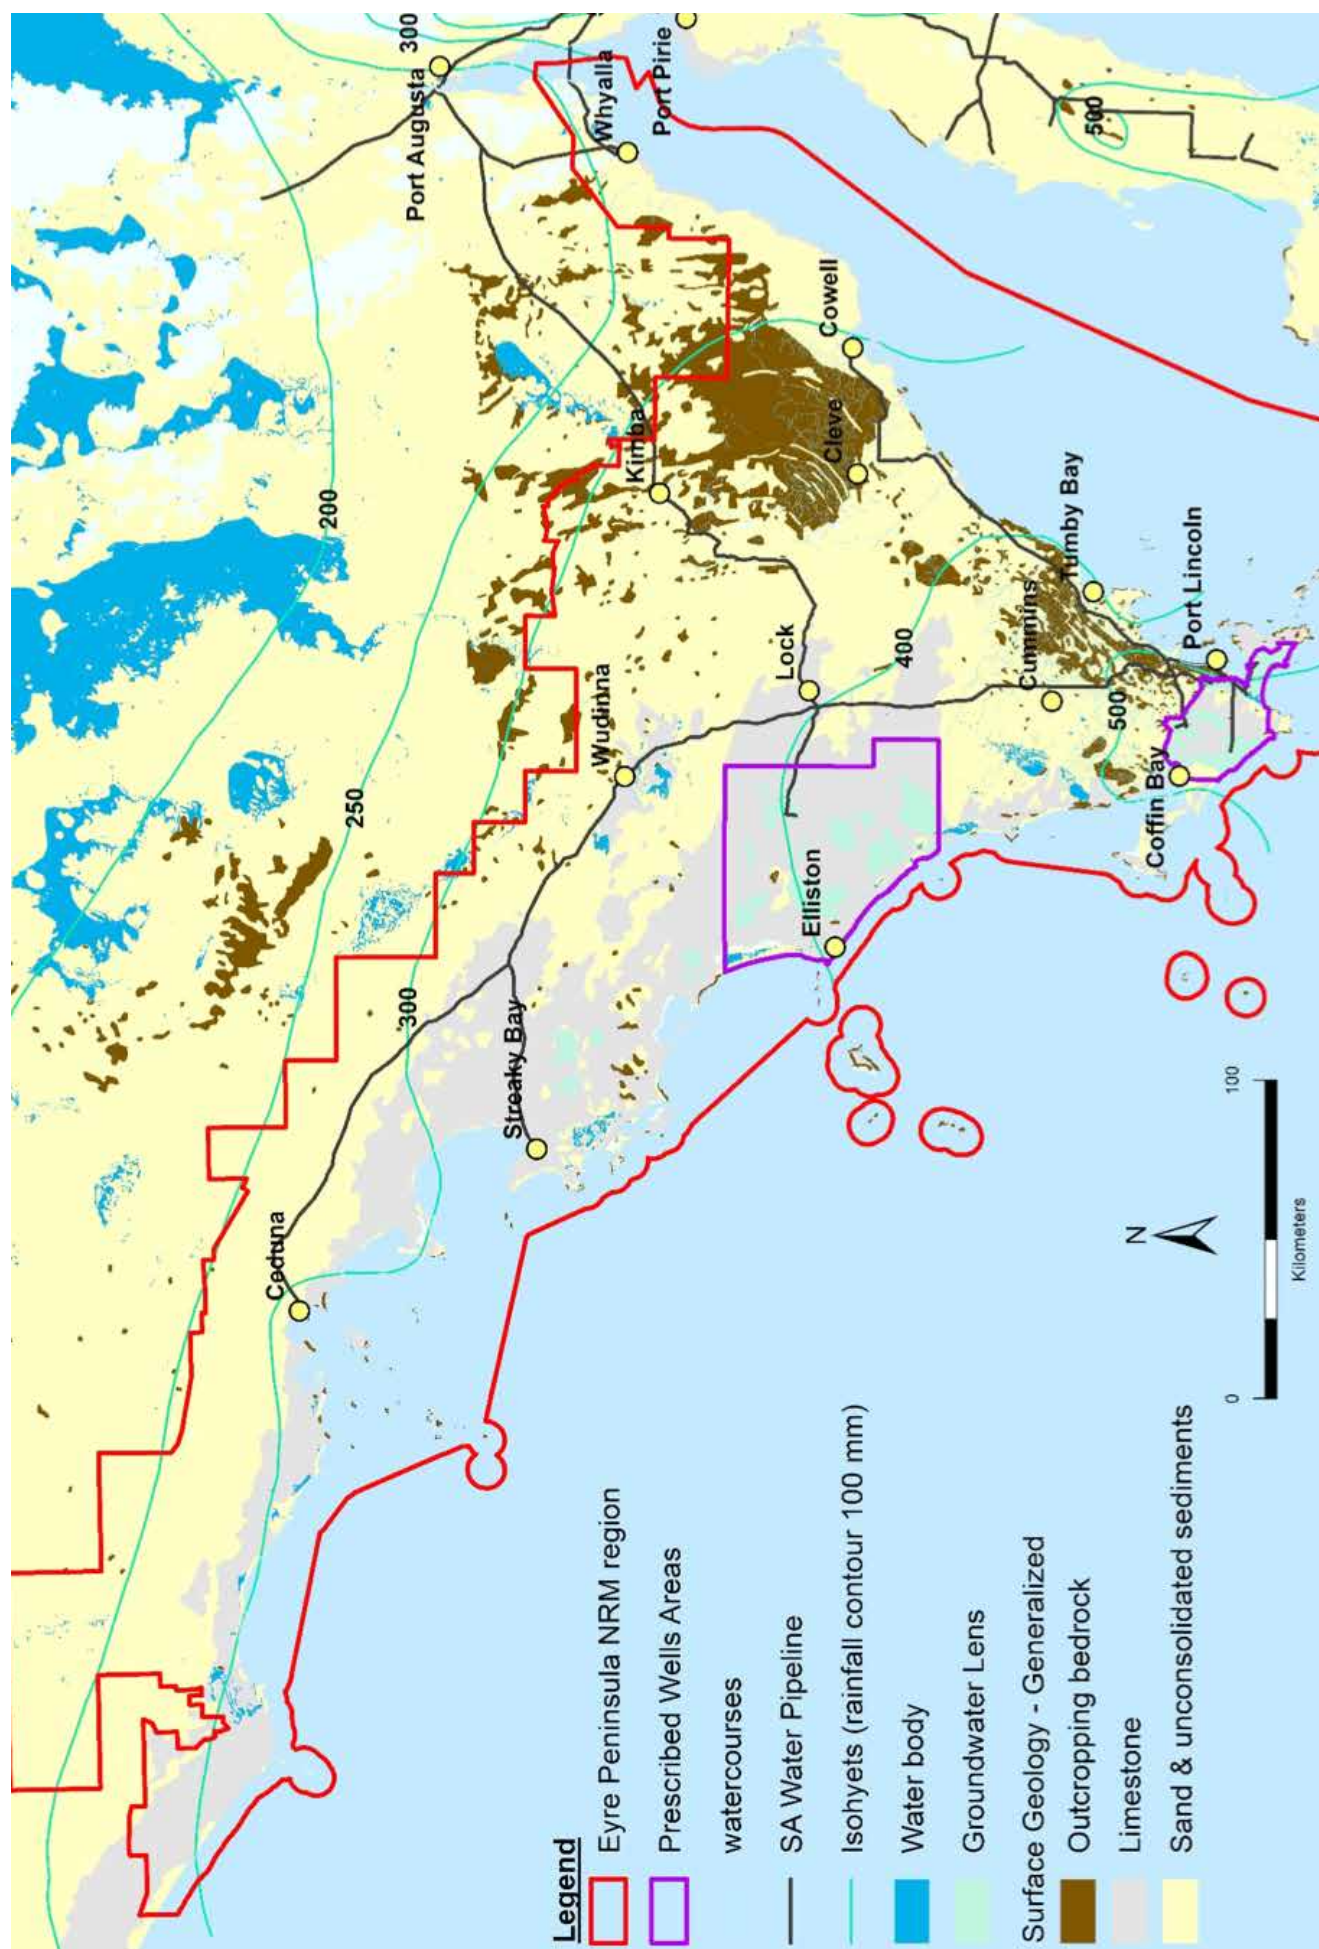 300
Port Augusta
Whyalla
Port Pirie
500
200
Cowell
Kimba
Cleve
Tumby Bay
Port Lincoln
Cummins
Lock
400
Wudinna
500
Coffin Bay
250
Elliston
300
Streaky Bay
Ceduna
N
0
100
Kilometers
Legend
Eyre Peninsula NRM region
Prescribed Wells Areas
watercourses
SA Water Pipeline
Isohyets (rainfall contour 100 mm)
Water body
Groundwater Lens
Surface Geology - Generalized
Outcropping bedrock
Limestone
Sand & unconsolidated sediments